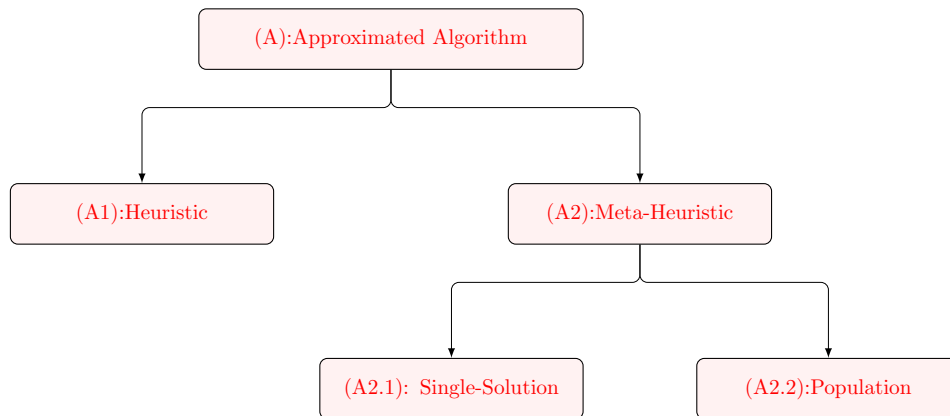 (A):Approximated Algorithm
(A1):Heuristic
(A2):Meta-Heuristic
(A2.1): Single-Solution
(A2.2):Population